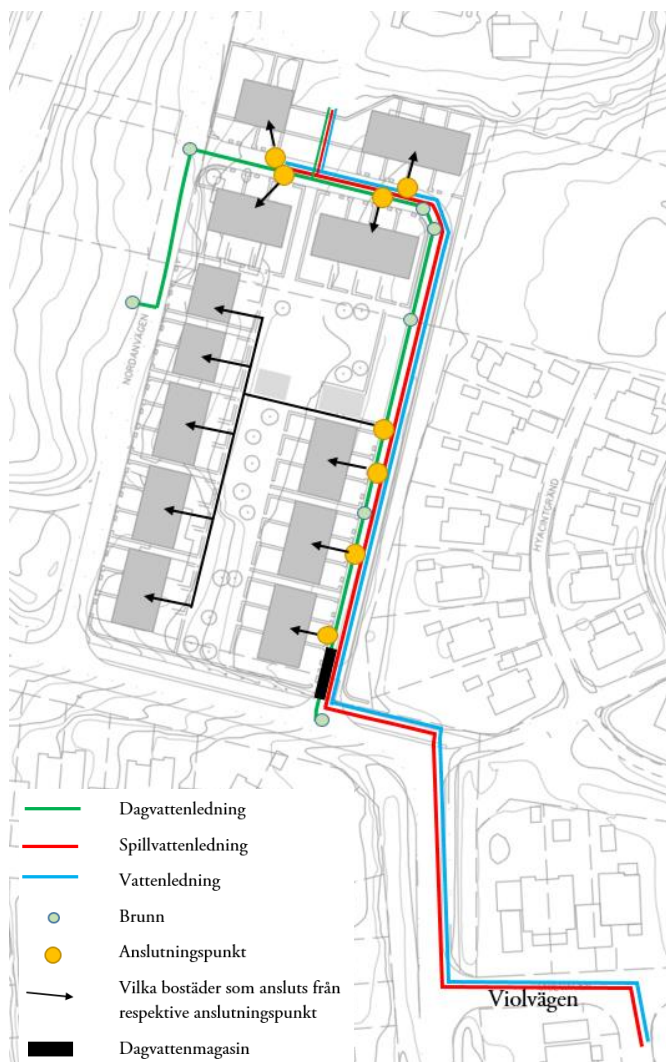 NORDANVÄGEN
HYACINTGRÄND
Violvägen
Dagvattenledning
Spillvattenledning
Vattenledning
Brunn
Anslutningspunkt
Vilka bostäder som ansluts från
respektive anslutningspunkt
Dagvattenmagasin